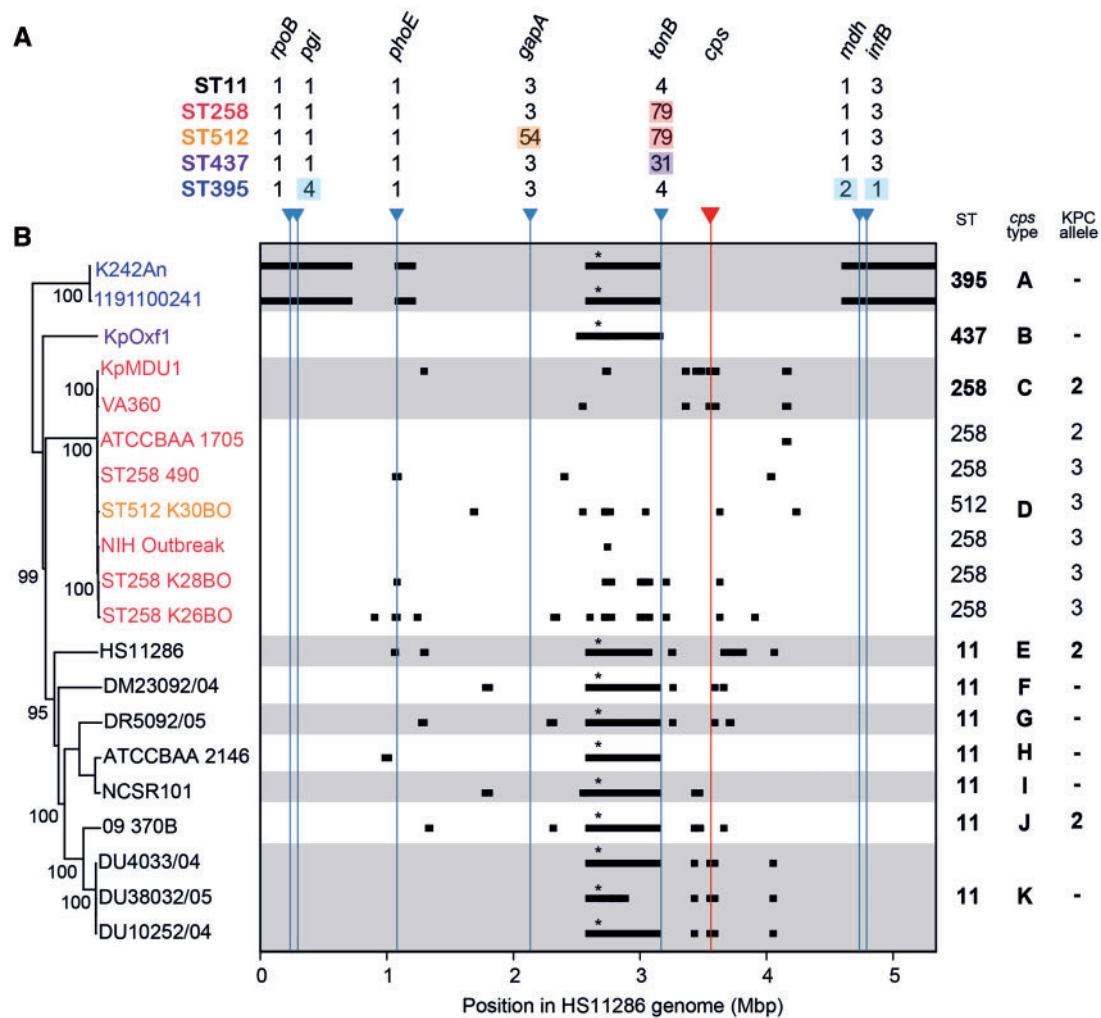 A
rpoB pgi phoE gapA tonB cps mdh infB
ST11 1 1 1 3 4 1 3
ST258 1 1 1 3 79 1 3
ST512 1 1 1 54 79 1 3
ST437 1 1 1 3 31 1 3
ST395 1 4 1 3 4 2 1
B
ST cps type KPC allele
K242An
1191100241
395 A -
100
KpOxf1 437 B -
KpMDU1
VA360
258 C 2
100
ATCCBAA 1705 258 2
100
ST258 490 258 3
ST512 K30BO 512 D 3
NIH Outbreak 258 3
ST258 K28BO 258 3
ST258 K26BO 258 3
99
100
HS11286 11 E 2
DM23092/04 11 F -
95
DR5092/05 11 G -
ATCCBAA 2146 11 H -
NCSR101 11 I -
100
09 370B 11 J 2
100
DU4033/04
DU38032/05 11 K -
100
DU10252/04
* * * * * * * * * * * *
0 1 2 3 4 5
Position in HS11286 genome (Mbp)